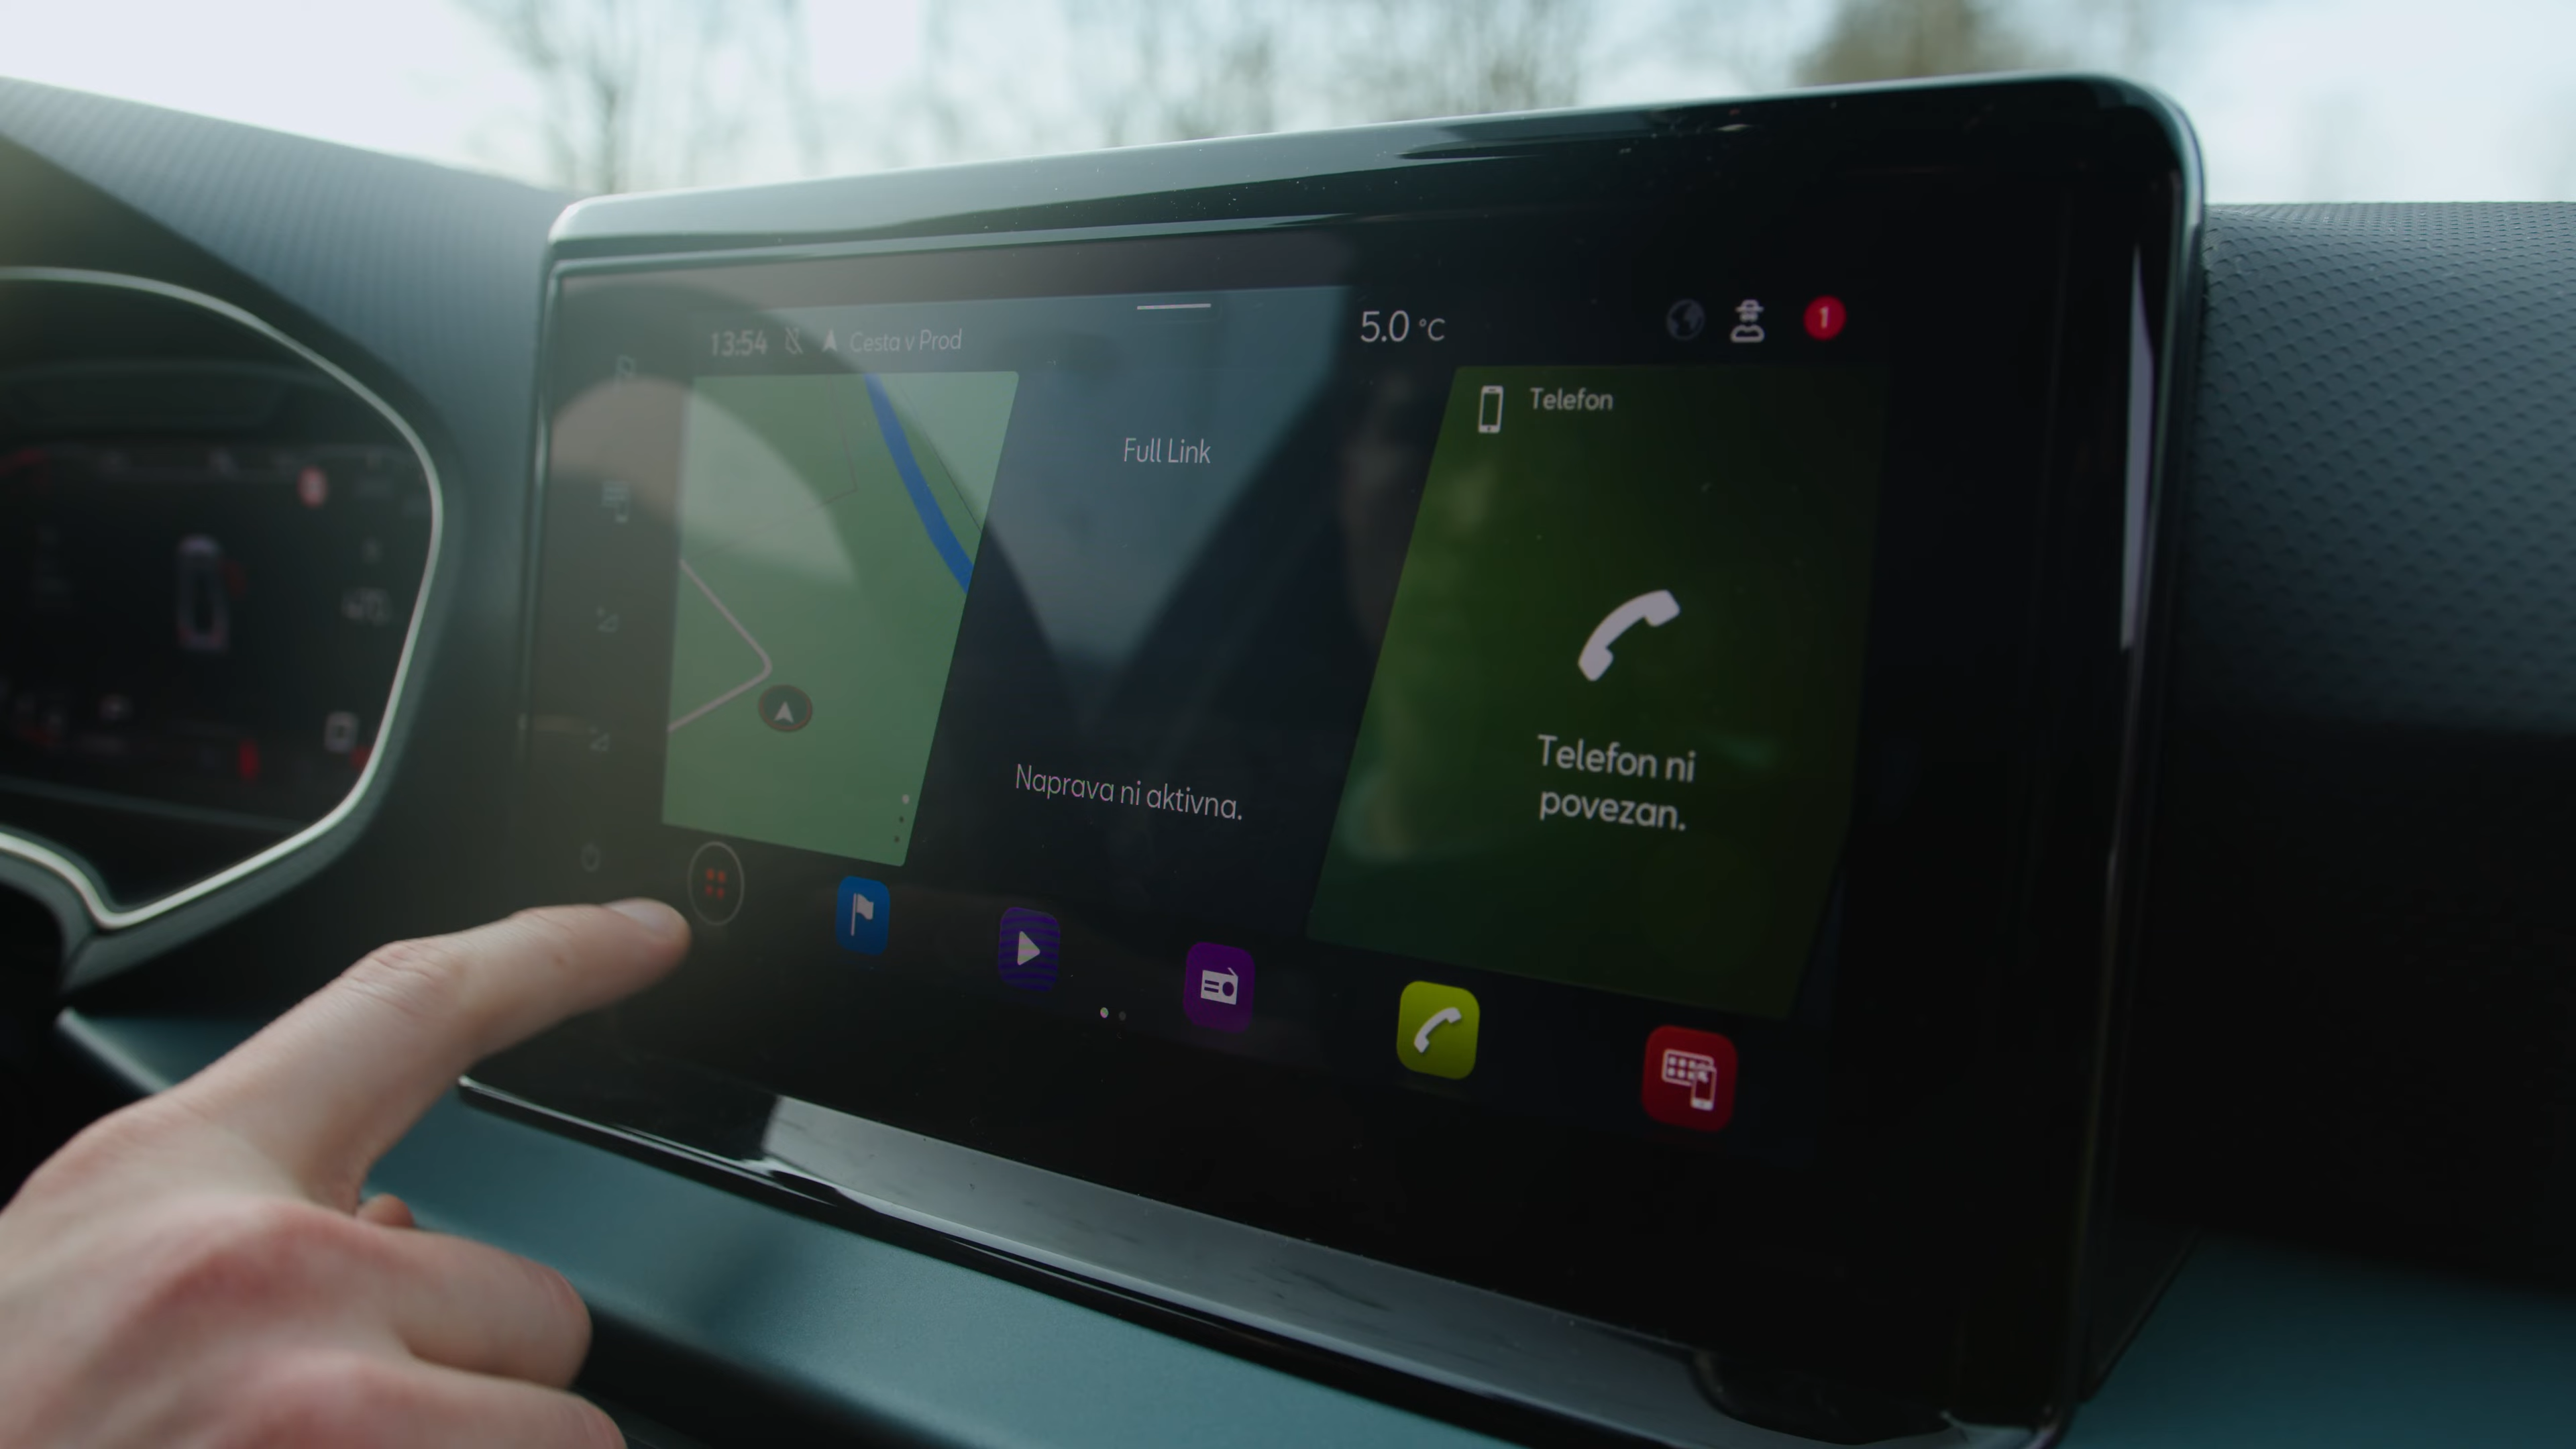 13:54 Cesta v Prod
5.0 °C
1
Full Link
Naprava ni aktivna.
Telefon
Telefon ni
povezan.